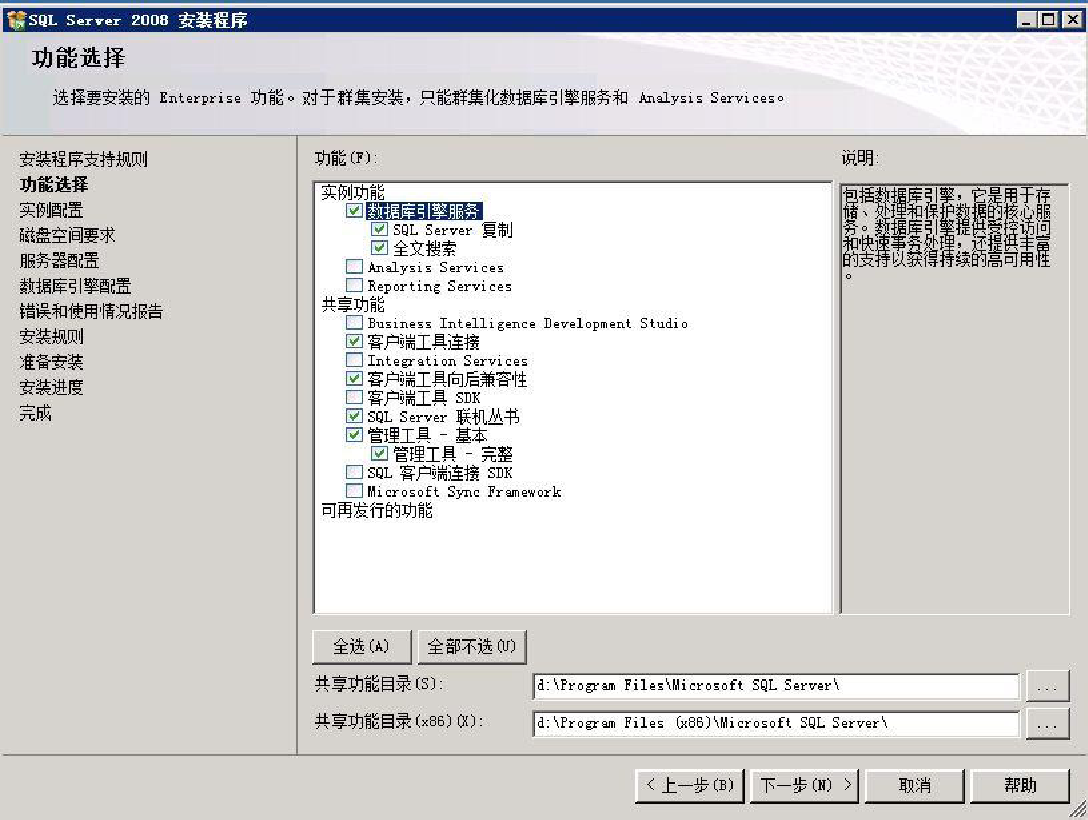 SQL Server 2008 安装程序
功能选择
选择要安装的 Enterprise 功能。对于群集安装，只能群集化数据库引擎服务和 Analysis Services。
安装程序支持规则
功能选择
实例配置
磁盘空间要求
服务器配置
数据库引擎配置
错误和使用情况报告
安装规则
准备安装
安装进度
完成
功能(F):
实例功能
数据库引擎服务
SQL Server 复制
全文搜索
Analysis Services
Reporting Services
共享功能
Business Intelligence Development Studio
客户端工具连接
Integration Services
客户端工具向后兼容性
客户端工具 SDK
SQL Server 联机丛书
管理工具 - 基本
管理工具 - 完整
SQL 客户端连接 SDK
Microsoft Sync Framework
可再发行的功能
说明:
包括数据库引擎，它是用于存
储、处理和保护数据的核心服
务。数据库引擎提供受控访问
和快速事务处理，还提供丰富
的支持以获得持续的高可用性
。
全选(A) 全部不选(U)
共享功能目录(S): d:\Program Files\Microsoft SQL Server\ ...
共享功能目录(x86)(X): d:\Program Files (x86)\Microsoft SQL Server\ ...
< 上一步(B) 下一步(N) > 取消 帮助